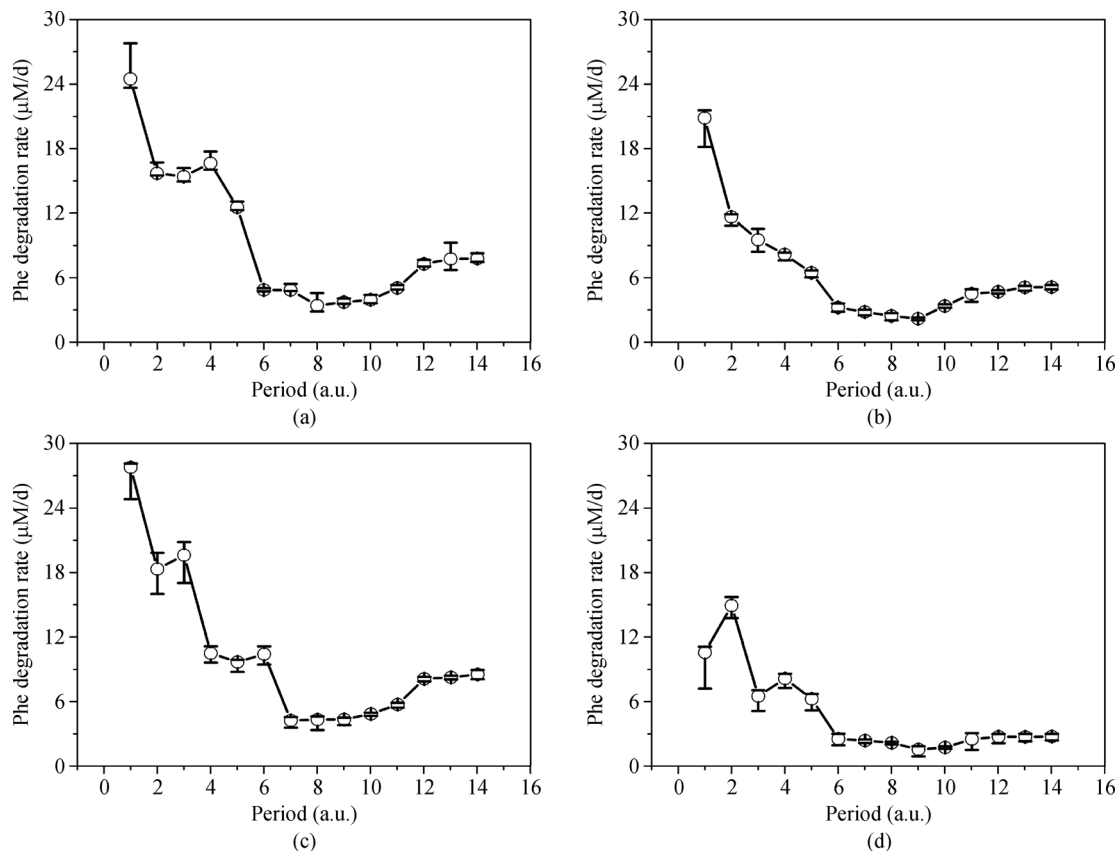 30
24
18
12
6
0
Phe degradation rate (μM/d)
0 2 4 6 8 10 12 14 16
Period (a.u.)
(a)
30
24
18
12
6
0
Phe degradation rate (μM/d)
0 2 4 6 8 10 12 14 16
Period (a.u.)
(b)
30
24
18
12
6
0
Phe degradation rate (μM/d)
0 2 4 6 8 10 12 14 16
Period (a.u.)
(c)
30
24
18
12
6
0
Phe degradation rate (μM/d)
0 2 4 6 8 10 12 14 16
Period (a.u.)
(d)